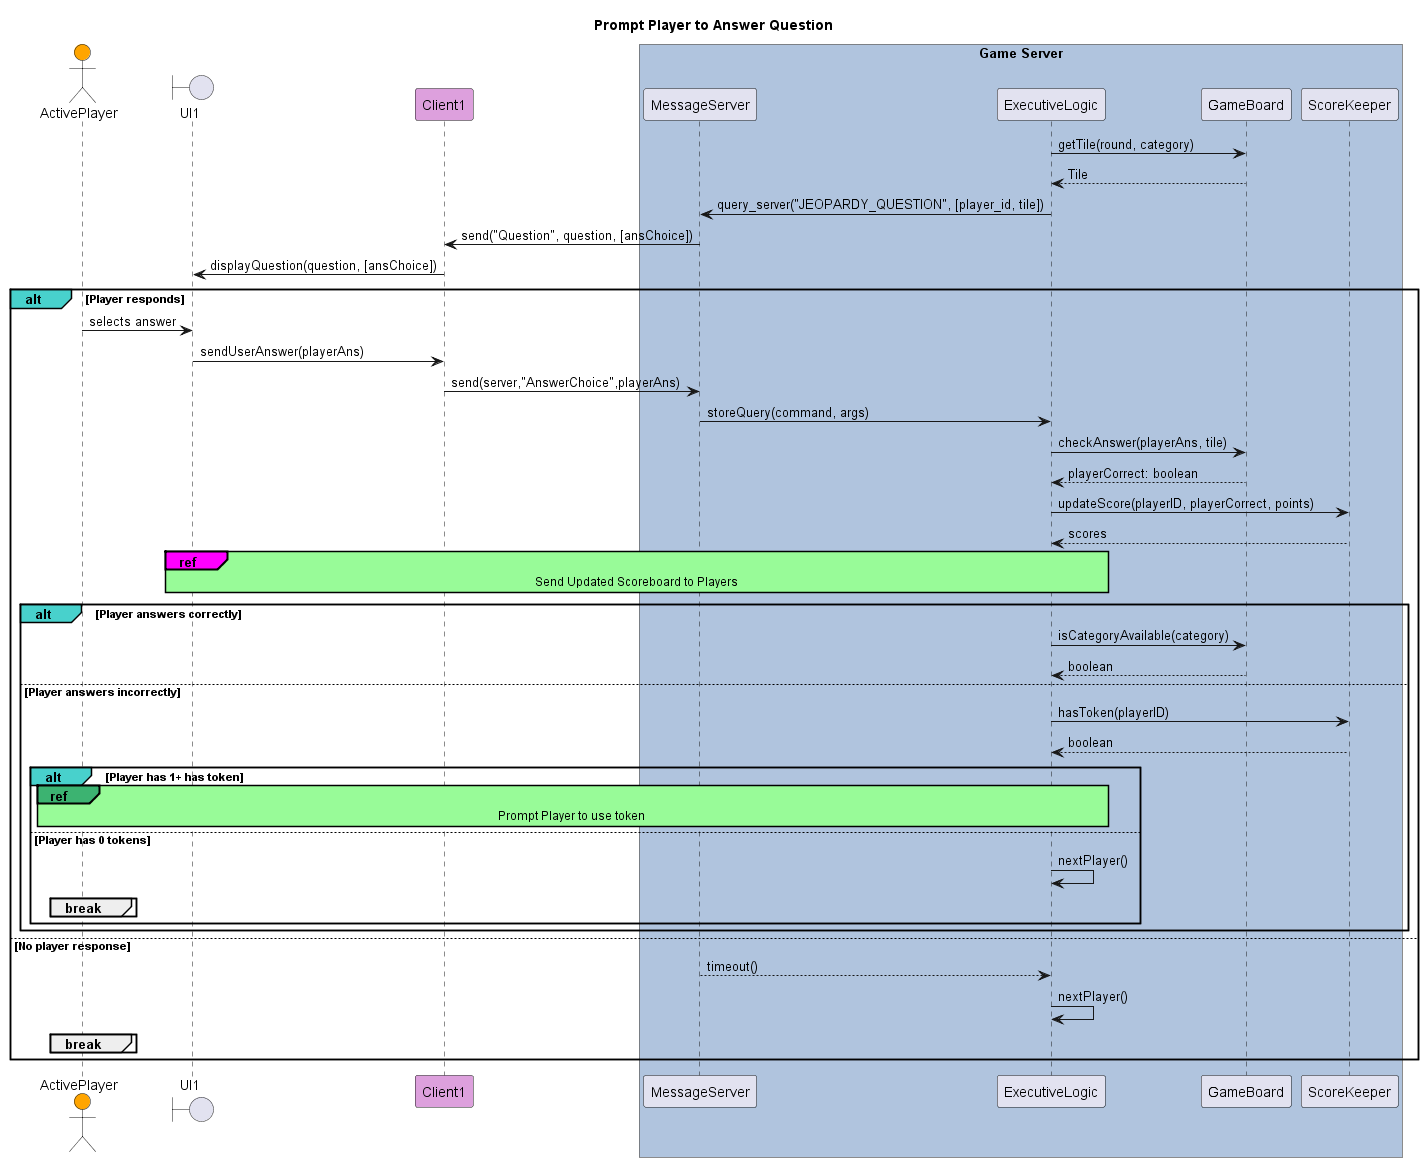 Prompt Player to Answer Question
Game Server
ActivePlayer
UI1
Client1
MessageServer
ExecutiveLogic
GameBoard
ScoreKeeper
getTile(round, category)
Tile
query_server("JEOPARDY_QUESTION", [player_id, tile])
send("Question", question, [ansChoice])
displayQuestion(question, [ansChoice])
alt [Player responds]
selects answer
sendUserAnswer(playerAns)
send(server,"AnswerChoice",playerAns)
storeQuery(command, args)
checkAnswer(playerAns, tile)
playerCorrect: boolean
updateScore(playerID, playerCorrect, points)
scores
ref
Send Updated Scoreboard to Players
alt [Player answers correctly]
isCategoryAvailable(category)
boolean
[Player answers incorrectly]
hasToken(playerID)
boolean
alt [Player has 1+ has token]
ref
Prompt Player to use token
[Player has 0 tokens]
nextPlayer()
break
[No player response]
timeout()
nextPlayer()
break
ActivePlayer
UI1
Client1
MessageServer
ExecutiveLogic
GameBoard
ScoreKeeper